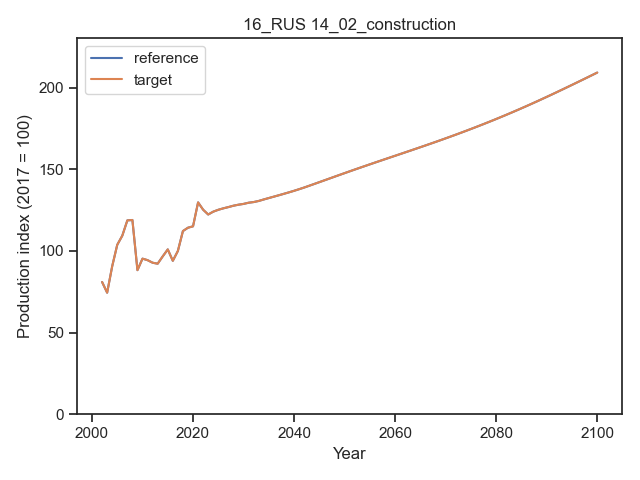 16_RUS 14_02_construction
reference
target
Production index (2017 = 100)
200
150
100
50
0
2000
2020
2040
2060
2080
2100
Year